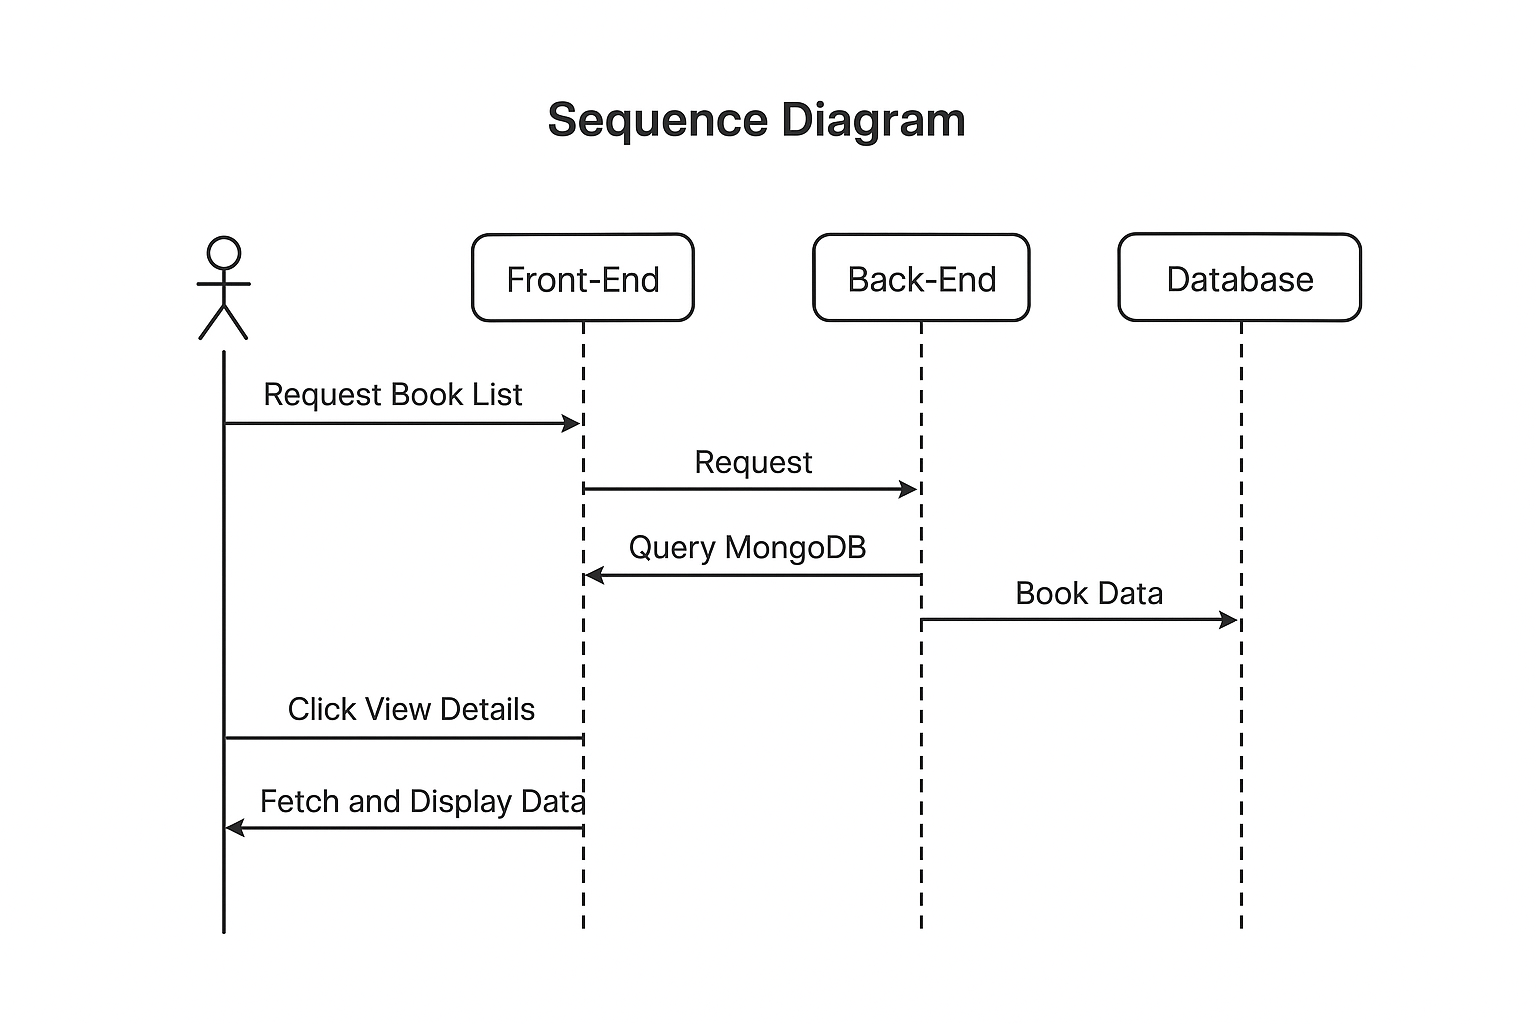 Sequence Diagram
Front-End
Back-End
Database
Request Book List
Request
Query MongoDB
Book Data
Click View Details
Fetch and Display Data